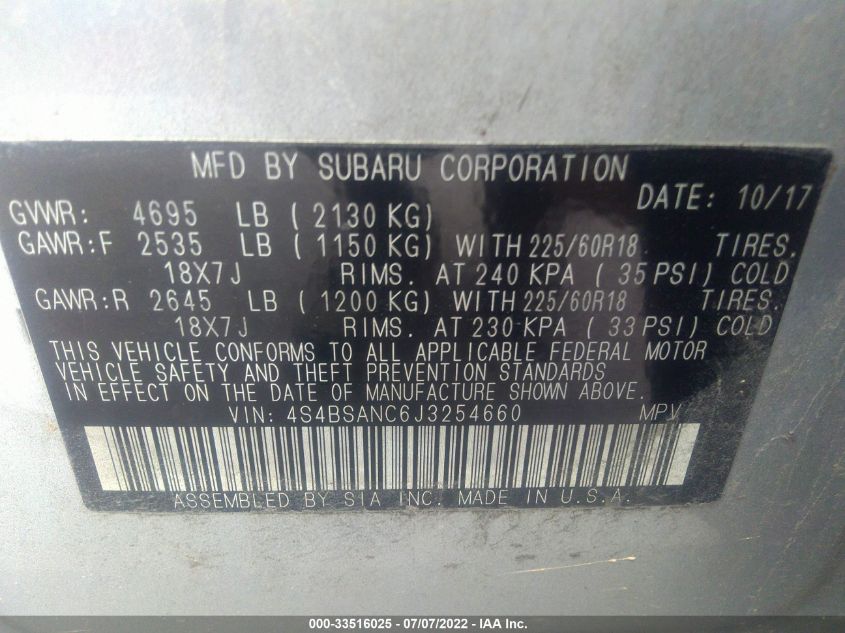 MFD BY SUBARU CORPORATION
DATE: 10/17
GVWR: 4695 LB ( 2130 KG)
GAWR:F 2535 LB ( 1150 KG) WITH 225/60R18 TIRES.
18X7J RIMS. AT 240 KPA ( 35 PSI) COLD
GAWR:R 2645 LB ( 1200 KG) WITH 225/60R18 TIRES.
18X7J RIMS. AT 230 KPA ( 33 PSI) COLD
THIS VEHICLE CONFORMS TO ALL APPLICABLE FEDERAL MOTOR
VEHICLE SAFETY AND THEFT PREVENTION STANDARDS
IN EFFECT ON THE DATE OF MANUFACTURE SHOWN ABOVE.
VIN: 4S4BSANC6J3254660 MPV
ASSEMBLED BY SIA INC. MADE IN U.S.A.
000-33516025 - 07/07/2022 - IAA Inc.